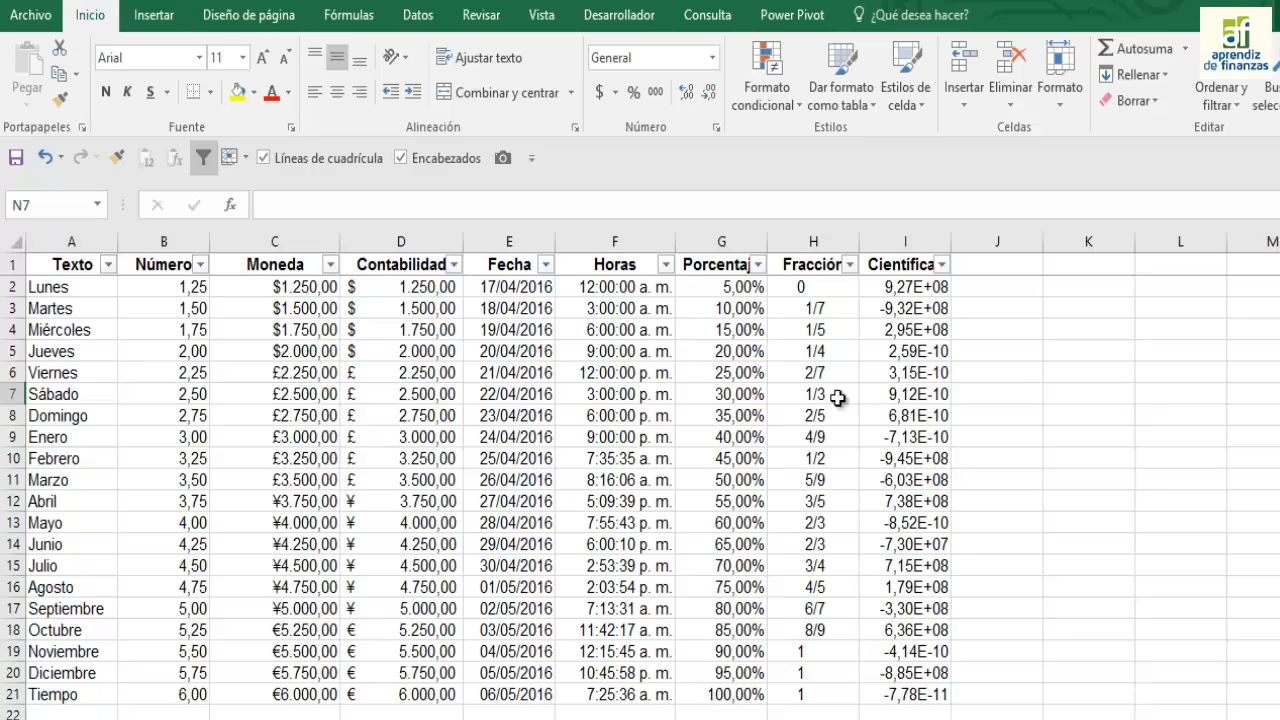 Archivo Inicio Insertar Diseño de página Fórmulas Datos Revisar Vista Desarrollador Consulta Power Pivot ¿Qué desea hacer?
aprendiz de finanzas
Pegar
Portapapeles
Arial 11
N K S
Fuente
Ajustar texto
Combinar y centrar
Alineación
General
$ % 000
Número
Formato condicional
Dar formato como tabla
Estilos de celda
Estilos
Insertar Eliminar Formato
Celdas
Autosuma
Rellenar
Borrar
Ordenar y filtrar
Editar
Líneas de cuadrícula Encabezados
N7 fx
A B C D E F G H I J K L M
1 Texto Número Moneda Contabilidad Fecha Horas Porcentaj Fracción Científica
2 Lunes 1,25 $1.250,00 $ 1.250,00 17/04/2016 12:00:00 a. m. 5,00% 0 9,27E+08
3 Martes 1,50 $1.500,00 $ 1.500,00 18/04/2016 3:00:00 a. m. 10,00% 1/7 -9,32E+08
4 Miércoles 1,75 $1.750,00 $ 1.750,00 19/04/2016 6:00:00 a. m. 15,00% 1/5 2,95E+08
5 Jueves 2,00 $2.000,00 $ 2.000,00 20/04/2016 9:00:00 a. m. 20,00% 1/4 2,59E-10
6 Viernes 2,25 £2.250,00 £ 2.250,00 21/04/2016 12:00:00 p. m. 25,00% 2/7 3,15E-10
7 Sábado 2,50 £2.500,00 £ 2.500,00 22/04/2016 3:00:00 p. m. 30,00% 1/3 9,12E-10
8 Domingo 2,75 £2.750,00 £ 2.750,00 23/04/2016 6:00:00 p. m. 35,00% 2/5 6,81E-10
9 Enero 3,00 £3.000,00 £ 3.000,00 24/04/2016 9:00:00 p. m. 40,00% 4/9 -7,13E-10
10 Febrero 3,25 £3.250,00 £ 3.250,00 25/04/2016 7:35:35 a. m. 45,00% 1/2 -9,45E+08
11 Marzo 3,50 £3.500,00 £ 3.500,00 26/04/2016 8:16:06 a. m. 50,00% 5/9 -6,03E+08
12 Abril 3,75 ¥3.750,00 ¥ 3.750,00 27/04/2016 5:09:39 p. m. 55,00% 3/5 7,38E+08
13 Mayo 4,00 ¥4.000,00 ¥ 4.000,00 28/04/2016 7:55:43 p. m. 60,00% 2/3 -8,52E-10
14 Junio 4,25 ¥4.250,00 ¥ 4.250,00 29/04/2016 6:00:10 p. m. 65,00% 2/3 -7,30E+07
15 Julio 4,50 ¥4.500,00 ¥ 4.500,00 30/04/2016 2:53:39 p. m. 70,00% 3/4 7,15E+08
16 Agosto 4,75 ¥4.750,00 ¥ 4.750,00 01/05/2016 2:03:54 p. m. 75,00% 4/5 1,79E+08
17 Septiembre 5,00 ¥5.000,00 ¥ 5.000,00 02/05/2016 7:13:31 a. m. 80,00% 6/7 -3,30E+08
18 Octubre 5,25 €5.250,00 € 5.250,00 03/05/2016 11:42:17 a. m. 85,00% 8/9 6,36E+08
19 Noviembre 5,50 €5.500,00 € 5.500,00 04/05/2016 12:15:45 a. m. 90,00% 1 -4,14E-10
20 Diciembre 5,75 €5.750,00 € 5.750,00 05/05/2016 10:45:58 p. m. 95,00% 1 -8,85E+08
21 Tiempo 6,00 €6.000,00 € 6.000,00 06/05/2016 7:25:36 a. m. 100,00% 1 -7,78E-11
22